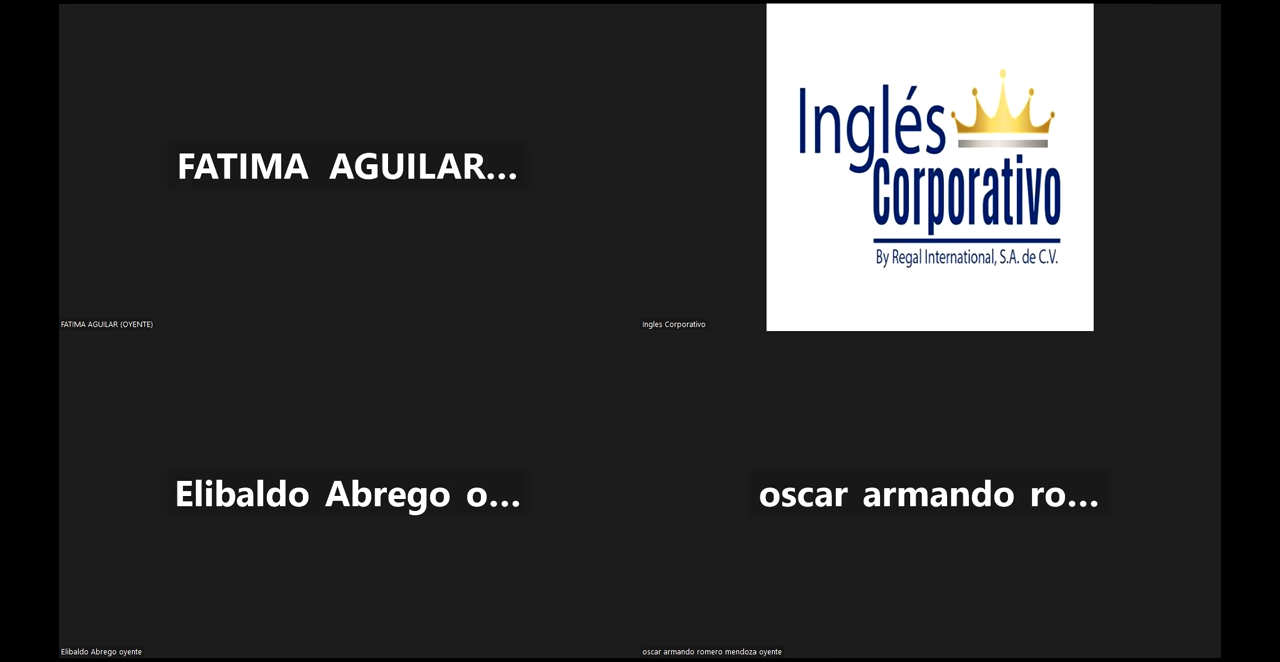 FATIMA AGUILAR...
FATIMA AGUILAR (OYENTE)
Inglés
Corporativo
By Regal International, S.A. de C.V.
Ingles Corporativo
Elibaldo Abrego o...
Elibaldo Abrego oyente
oscar armando ro...
oscar armando romero mendoza oyente